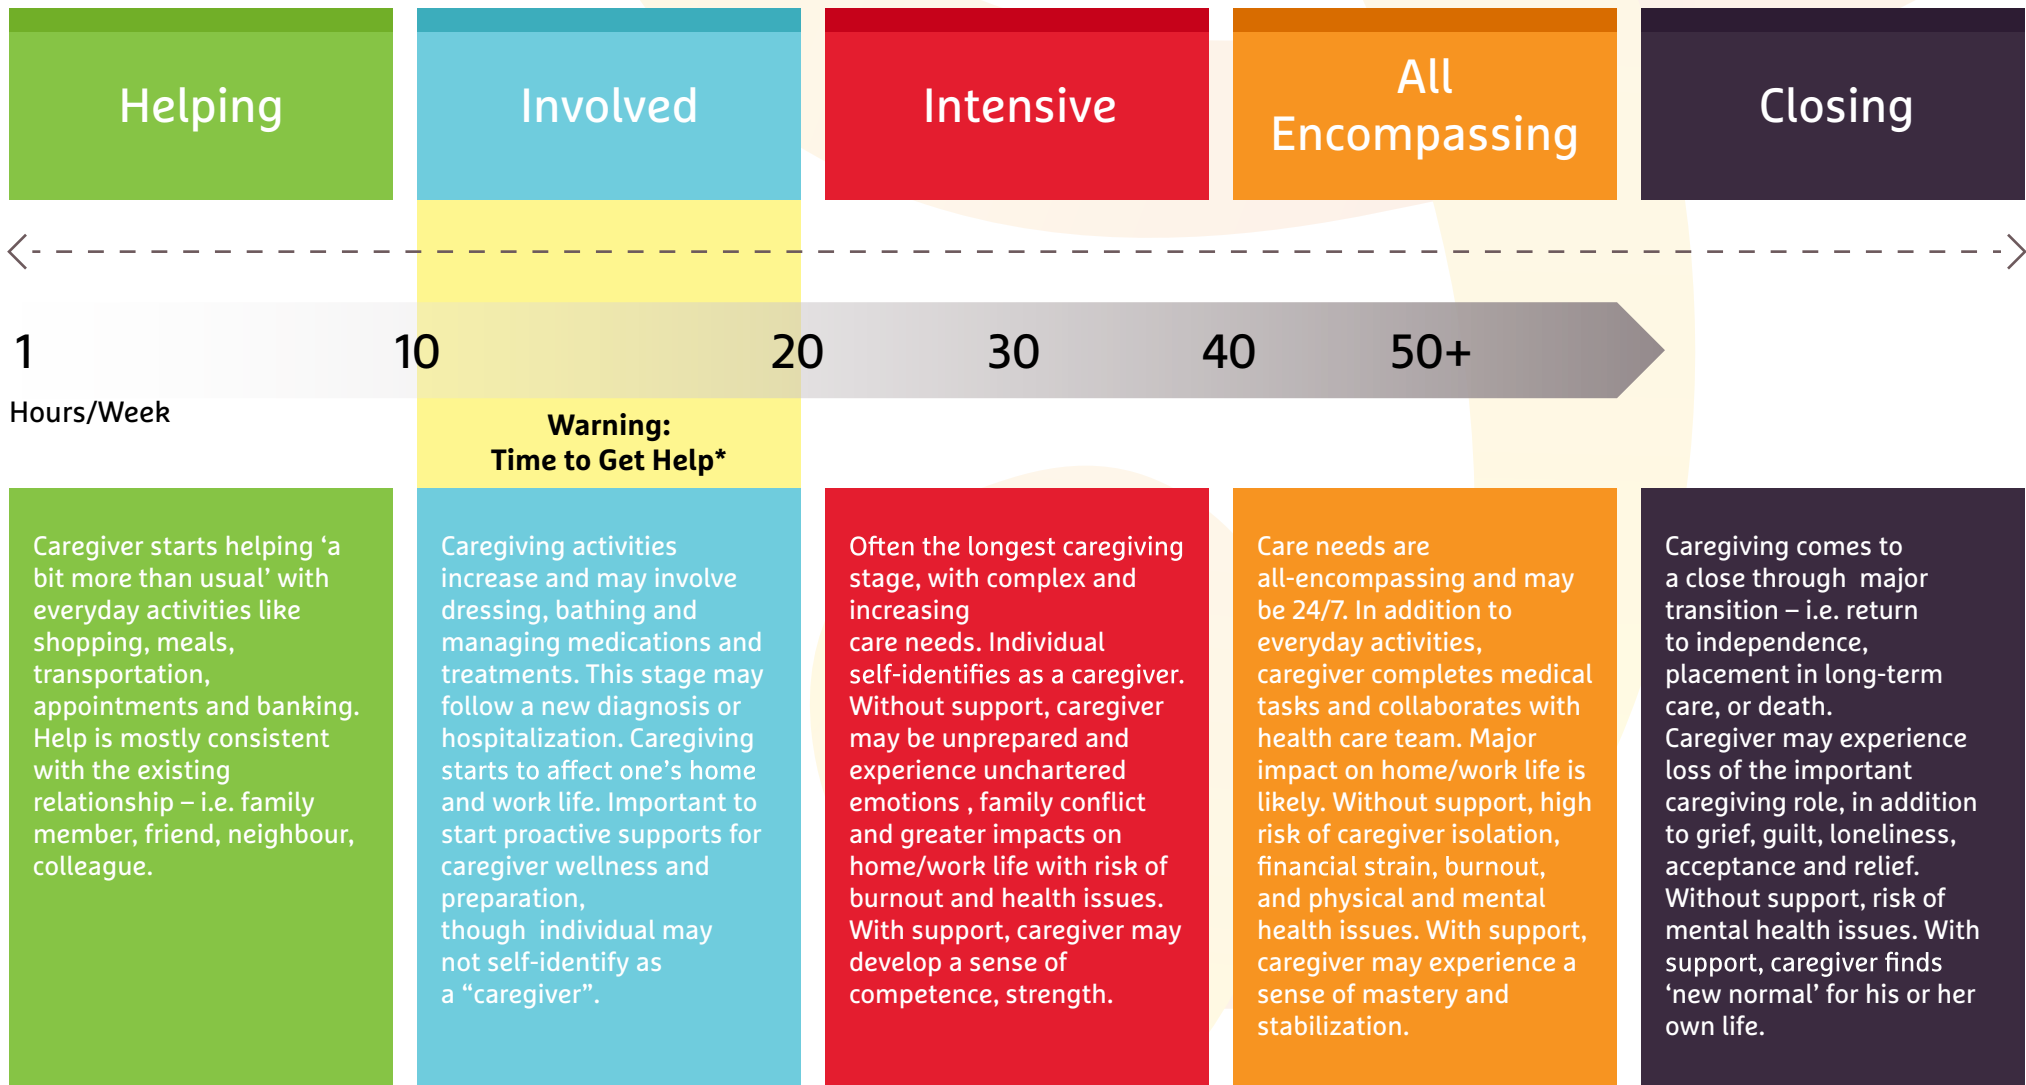 Helping
Involved
Intensive
All
Encompassing
Closing
1
10
20
30
40
50+
Hours/Week
Warning:
Time to Get Help*
Caregiver starts helping ‘a
bit more than usual’ with
everyday activities like
shopping, meals,
transportation,
appointments and banking.
Help is mostly consistent
with the existing
relationship – i.e. family
member, friend, neighbour,
colleague.
Caregiving activities
increase and may involve
dressing, bathing and
managing medications and
treatments. This stage may
follow a new diagnosis or
hospitalization. Caregiving
starts to affect one’s home
and work life. Important to
start proactive supports for
caregiver wellness and
preparation,
though  individual may
not self-identify as
a “caregiver”.
Often the longest caregiving
stage, with complex and
increasing
care needs. Individual
self-identifies as a caregiver.
Without support, caregiver
may be unprepared and
experience unchartered
emotions , family conflict
and greater impacts on
home/work life with risk of
burnout and health issues.
With support, caregiver may
develop a sense of
competence, strength.
Care needs are
all-encompassing and may
be 24/7. In addition to
everyday activities,
caregiver completes medical
tasks and collaborates with
health care team. Major
impact on home/work life is
likely. Without support, high
risk of caregiver isolation,
financial strain, burnout,
and physical and mental
health issues. With support,
caregiver may experience a
sense of mastery and
stabilization.
Caregiving comes to
a close through  major
transition – i.e. return
to independence,
placement in long-term
care, or death.
Caregiver may experience
loss of the important
caregiving role, in addition
to grief, guilt, loneliness,
acceptance and relief.
Without support, risk of
mental health issues. With
support, caregiver finds
‘new normal’ for his or her
own life.